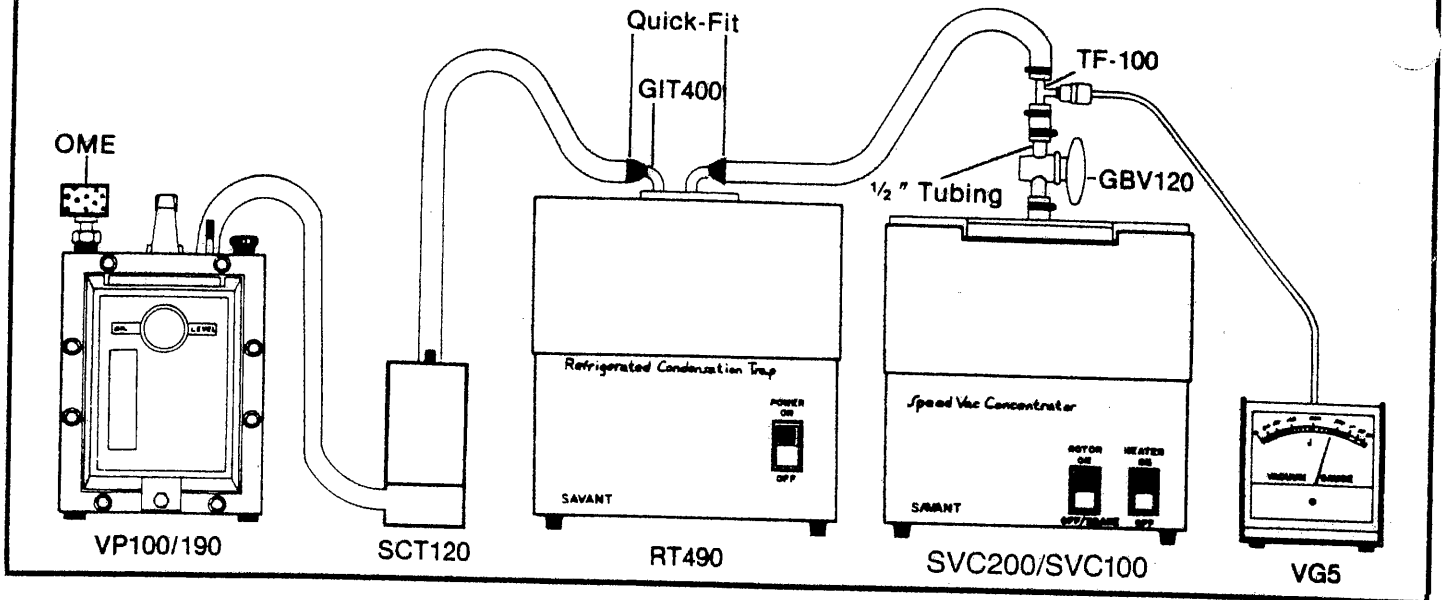 Quick-Fit
TF-100
GIT400
OME
½" Tubing
GBV120
OIL LEVEL
Refrigerated Condensation Trap
POWER
ON
OFF
SAVANT
Speed Vac Concentrator
ROTOR
ON
OFF/BRAKE
HEATER
ON
OFF
SAVANT
VACUUM GAUGE
VP100/190
SCT120
RT490
SVC200/SVC100
VG5